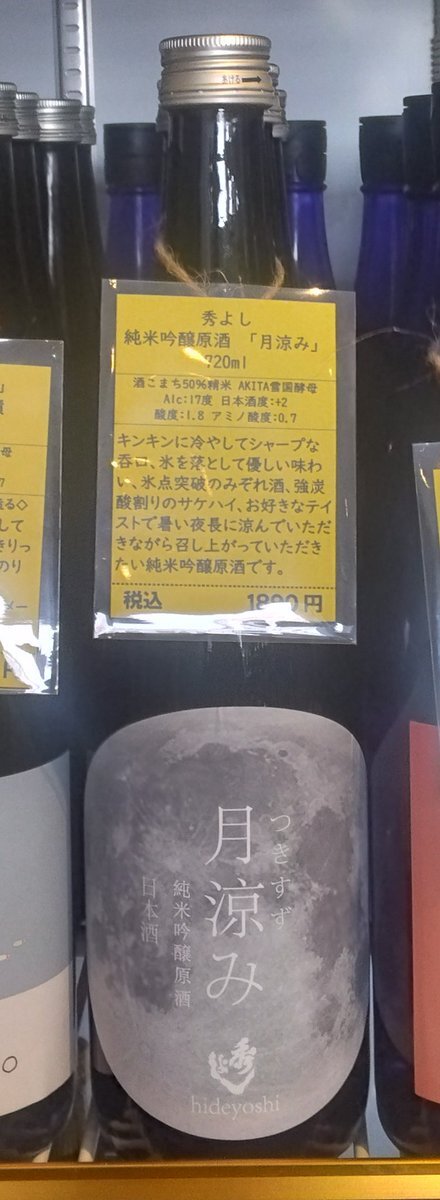 あける
秀よし
純米吟醸原酒 「月涼み」
720ml
酒こまち50%精米 AKITA雪国酵母
Alc:17度 日本酒度:+2
酸度:1.8 アミノ酸度:0.7
キンキンに冷やしてシャープな
呑口、氷を落として優しい味わ
い、氷点突破のみぞれ酒、強炭
酸割りのサケハイ、お好きなテイ
ストで暑い夜長に涼んでいただ
きながら召し上がっていただき
たい純米吟醸原酒です。
税込 円
つきすず
月涼み
純米吟醸原酒
日本酒
秀よし
hideyoshi